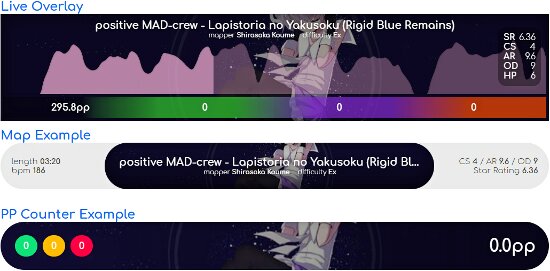 Live Overlay
positive MAD-crew - Lapistoria no Yakusoku (Rigid Blue Remains)
mapper Shirosaka Koume difficulty Ex
SR 6.36
CS 4
AR 9.6
OD 9
HP 6
295.8pp 0 0 0
Map Example
length 03:20
bpm 186
positive MAD-crew - Lapistoria no Yakusoku (Rigid Bl...
mapper Shirosaka Koume difficulty Ex
CS 4 / AR 9.6 / OD 9
Star Rating 6.36
PP Counter Example
0 0 0 0.0pp